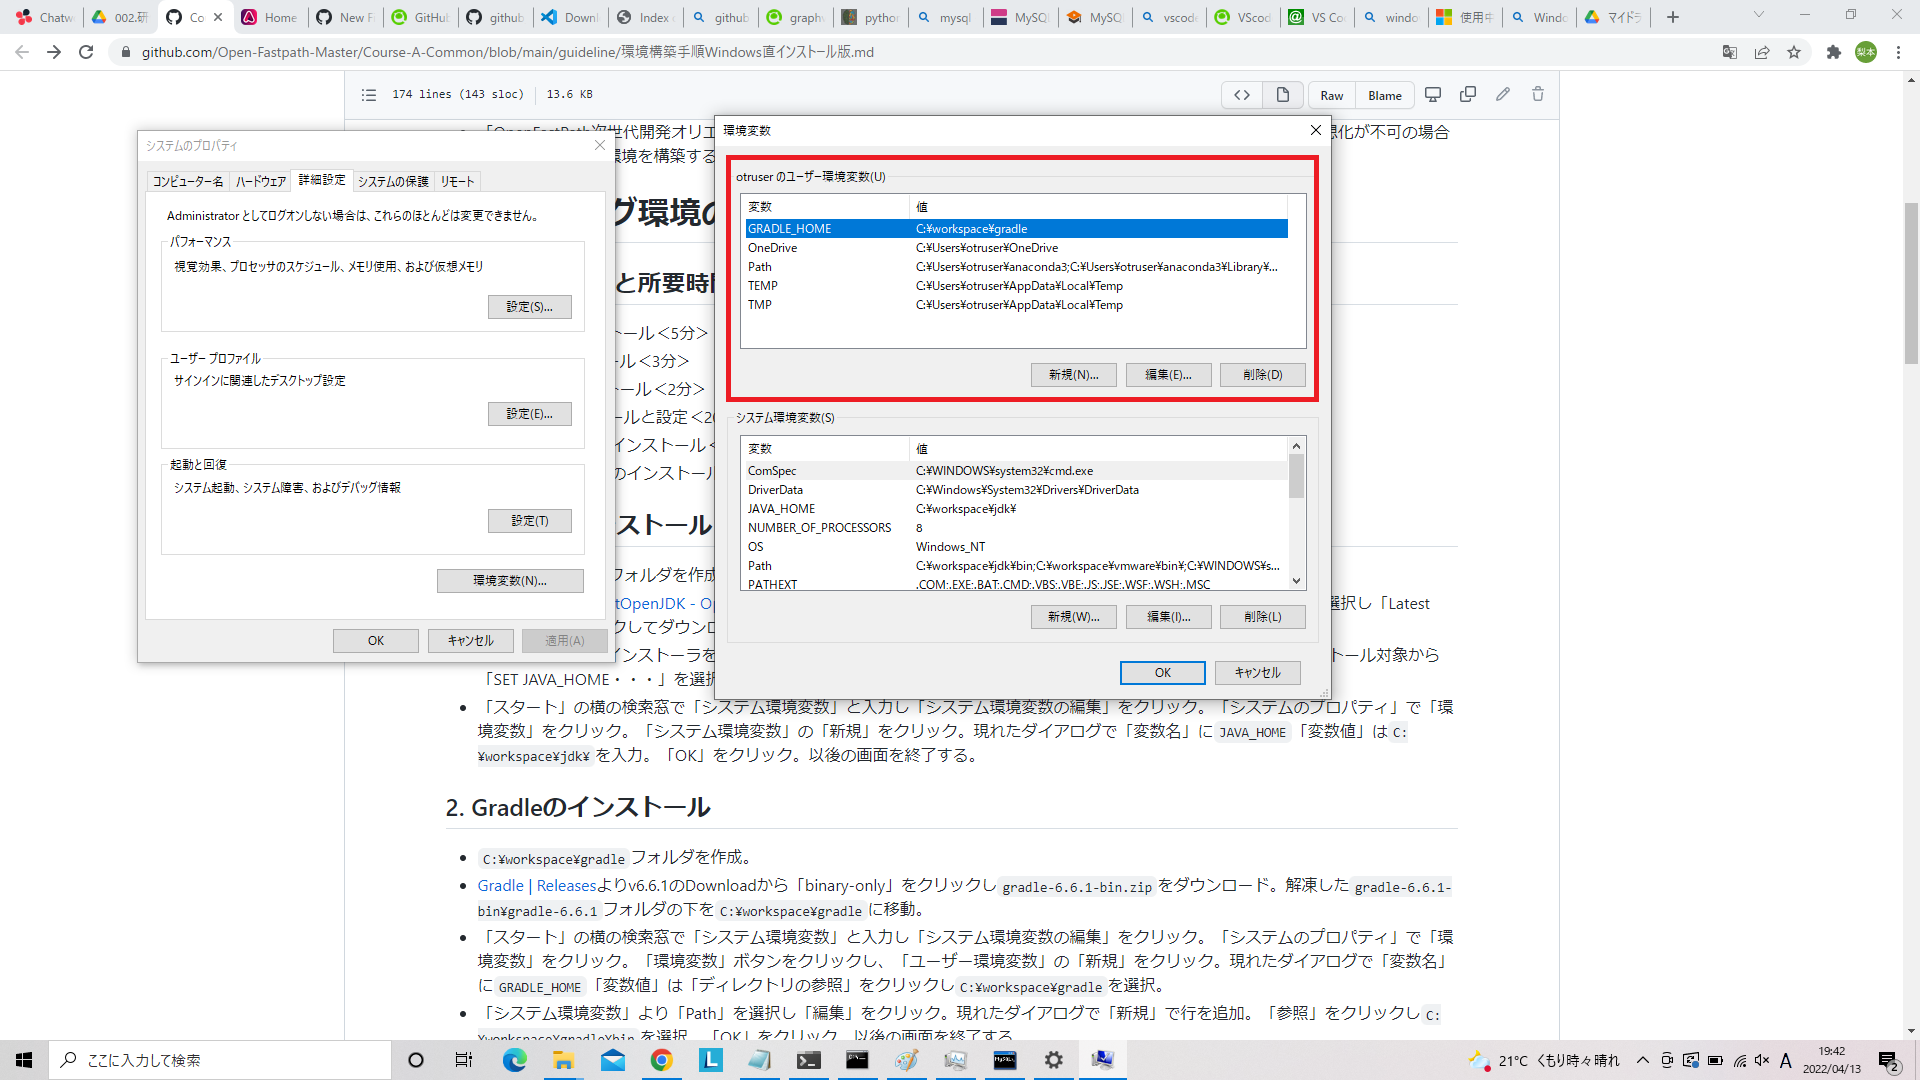 Chatw
002.研
Co
Home
New F
GitHub
github
Downl
Index o
github
graphv
python
mysql
MySQL
MySQL
vscode
VScod
VS Co
windo
使用中
Windo
マイドラ
github.com/Open-Fastpath-Master/Course-A-Common/blob/main/guideline/環境構築手順Windows直インストール版.md
梨本
174 lines (143 sloc)
13.6 KB
Raw
Blame
システムのプロパティ
コンピューター名
ハードウェア
詳細設定
システムの保護
リモート
Administrator としてログオンしない場合は、これらのほとんどは変更できません。
パフォーマンス
視覚効果、プロセッサのスケジュール、メモリ使用、および仮想メモリ
設定(S)...
ユーザー プロファイル
サインインに関連したデスクトップ設定
設定(E)...
起動と回復
システム起動、システム障害、およびデバッグ情報
設定(T)
環境変数(N)...
OK
キャンセル
適用(A)
環境変数
otruser のユーザー環境変数(U)
変数 値
GRADLE_HOME C:¥workspace¥gradle
OneDrive C:¥Users¥otruser¥OneDrive
Path C:¥Users¥otruser¥anaconda3;C:¥Users¥otruser¥anaconda3¥Library¥...
TEMP C:¥Users¥otruser¥AppData¥Local¥Temp
TMP C:¥Users¥otruser¥AppData¥Local¥Temp
新規(N)...
編集(E)...
削除(D)
システム環境変数(S)
変数 値
ComSpec C:¥WINDOWS¥system32¥cmd.exe
DriverData C:¥Windows¥System32¥Drivers¥DriverData
JAVA_HOME C:¥workspace¥jdk¥
NUMBER_OF_PROCESSORS 8
OS Windows_NT
Path C:¥workspace¥jdk¥bin;C:¥workspace¥vmware¥bin¥;C:¥WINDOWS¥s...
PATHEXT .COM;.EXE;.BAT;.CMD;.VBS;.VBE;.JS;.JSE;.WSF;.WSH;.MSC
新規(W)...
編集(I)...
削除(L)
OK
キャンセル
次世代開発オリエ
想化が不可の場合
環境を構築する
グ環境の
と所要時
トール<5分>
ール<3分>
トール<2分>
ールと設定<20
インストール<
のインストール
ストール
フォルダを作成
tOpenJDK - Op
選択し「Latest
クしてダウンロ
インストーラを
トール対象から
「SET JAVA_HOME・・・」を選択
「スタート」の横の検索窓で「システム環境変数」と入力し「システム環境変数の編集」をクリック。「システムのプロパティ」で「環
境変数」をクリック。「システム環境変数」の「新規」をクリック。現れたダイアログで「変数名」に JAVA_HOME 「変数値」は C:
¥workspace¥jdk¥ を入力。「OK」をクリック。以後の画面を終了する。
2. Gradleのインストール
C:¥workspace¥gradle フォルダを作成。
Gradle | Releasesよりv6.6.1のDownloadから「binary-only」をクリックし gradle-6.6.1-bin.zip をダウンロード。解凍した gradle-6.6.1-
bin¥gradle-6.6.1 フォルダの下を C:¥workspace¥gradle に移動。
「スタート」の横の検索窓で「システム環境変数」と入力し「システム環境変数の編集」をクリック。「システムのプロパティ」で「環
境変数」をクリック。「環境変数」ボタンをクリックし、「ユーザー環境変数」の「新規」をクリック。現れたダイアログで「変数名」
に GRADLE_HOME 「変数値」は「ディレクトリの参照」をクリックし C:¥workspace¥gradle を選択。
「システム環境変数」より「Path」を選択し「編集」をクリック。現れたダイアログで「新規」で行を追加。「参照」をクリックし C:
¥workspace¥gradle¥bin を選択。「OK」をクリック。以後の画面を終了する。
ここに入力して検索
L
21°C くもり時々晴れ
A
19:42
2022/04/13
2